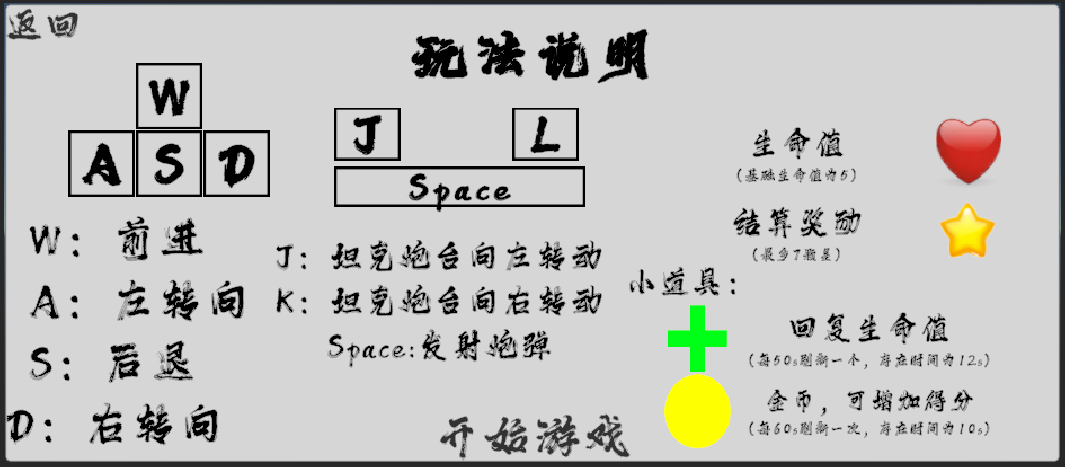 返回
玩法说明
W
A S D
J L
Space
W：前进
A：左转向
S：后退
D：右转向
J：坦克炮台向左转动
K：坦克炮台向右转动
Space:发射炮弹
开始游戏
生命值
(基础生命值为5)
结算奖励
(最多7颗星)
小道具：
回复生命值
(每50s刷新一个，存在时间为12s)
金币，可增加得分
(每60s刷新一次，存在时间为10s)